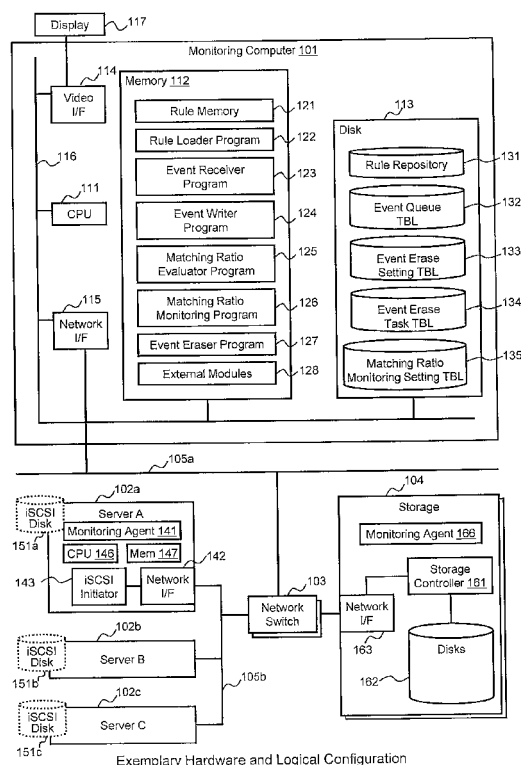 Display
117
Monitoring Computer 101
114
Video
I/F
116
111
CPU
115
Network
I/F
Memory 112
Rule Memory
121
Rule Loader Program
122
Event Receiver
Program
123
Event Writer
Program
124
Matching Ratio
Evaluator Program
125
Matching Ratio
Monitoring Program
126
Event Eraser Program
127
External Modules
128
113
Disk
Rule Repository
131
Event Queue
TBL
132
Event Erase
Setting TBL
133
Event Erase
Task TBL
134
Matching Ratio
Monitoring Setting TBL
135
105a
102a
iSCSI
Disk
151a
Server A
Monitoring Agent 141
CPU 146
Mem 147
142
143
iSCSI
Initiator
Network
I/F
102b
iSCSI
Disk
151b
Server B
102c
iSCSI
Disk
151c
Server C
105b
103
Network
Switch
104
Storage
Monitoring Agent 166
Storage
Controller 161
Network
I/F
163
Disks
162
Exemplary Hardware and Logical Configuration